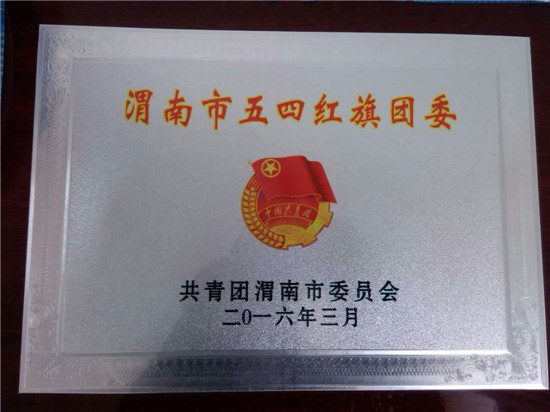 渭南市五四红旗团委
中国共青团
共青团渭南市委员会
二0一六年三月